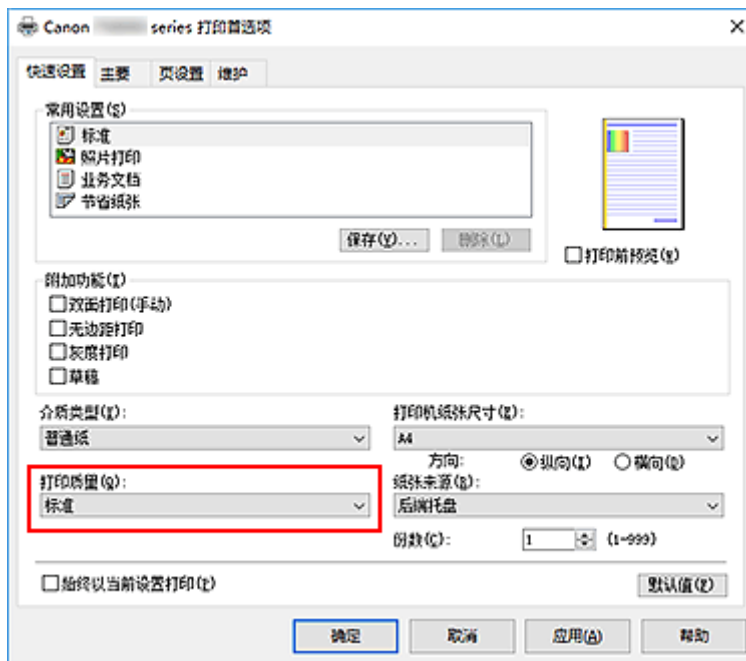 Canon series 打印首选项
快速设置 主要 页设置 维护
常用设置(S)
标准
照片打印
业务文档
节省纸张
保存(V)... 删除(L)
打印前预览(W)
附加功能(I)
双面打印(手动)
无边距打印
灰度打印
草稿
介质类型(I): 打印机纸张尺寸(Z):
普通纸 A4
方向: 纵向(I) 横向(D)
打印质量(Q): 纸张来源(B):
标准 后端托盘
份数(C): 1 (1-999)
始终以当前设置打印(P) 默认值(F)
确定 取消 应用(A) 帮助